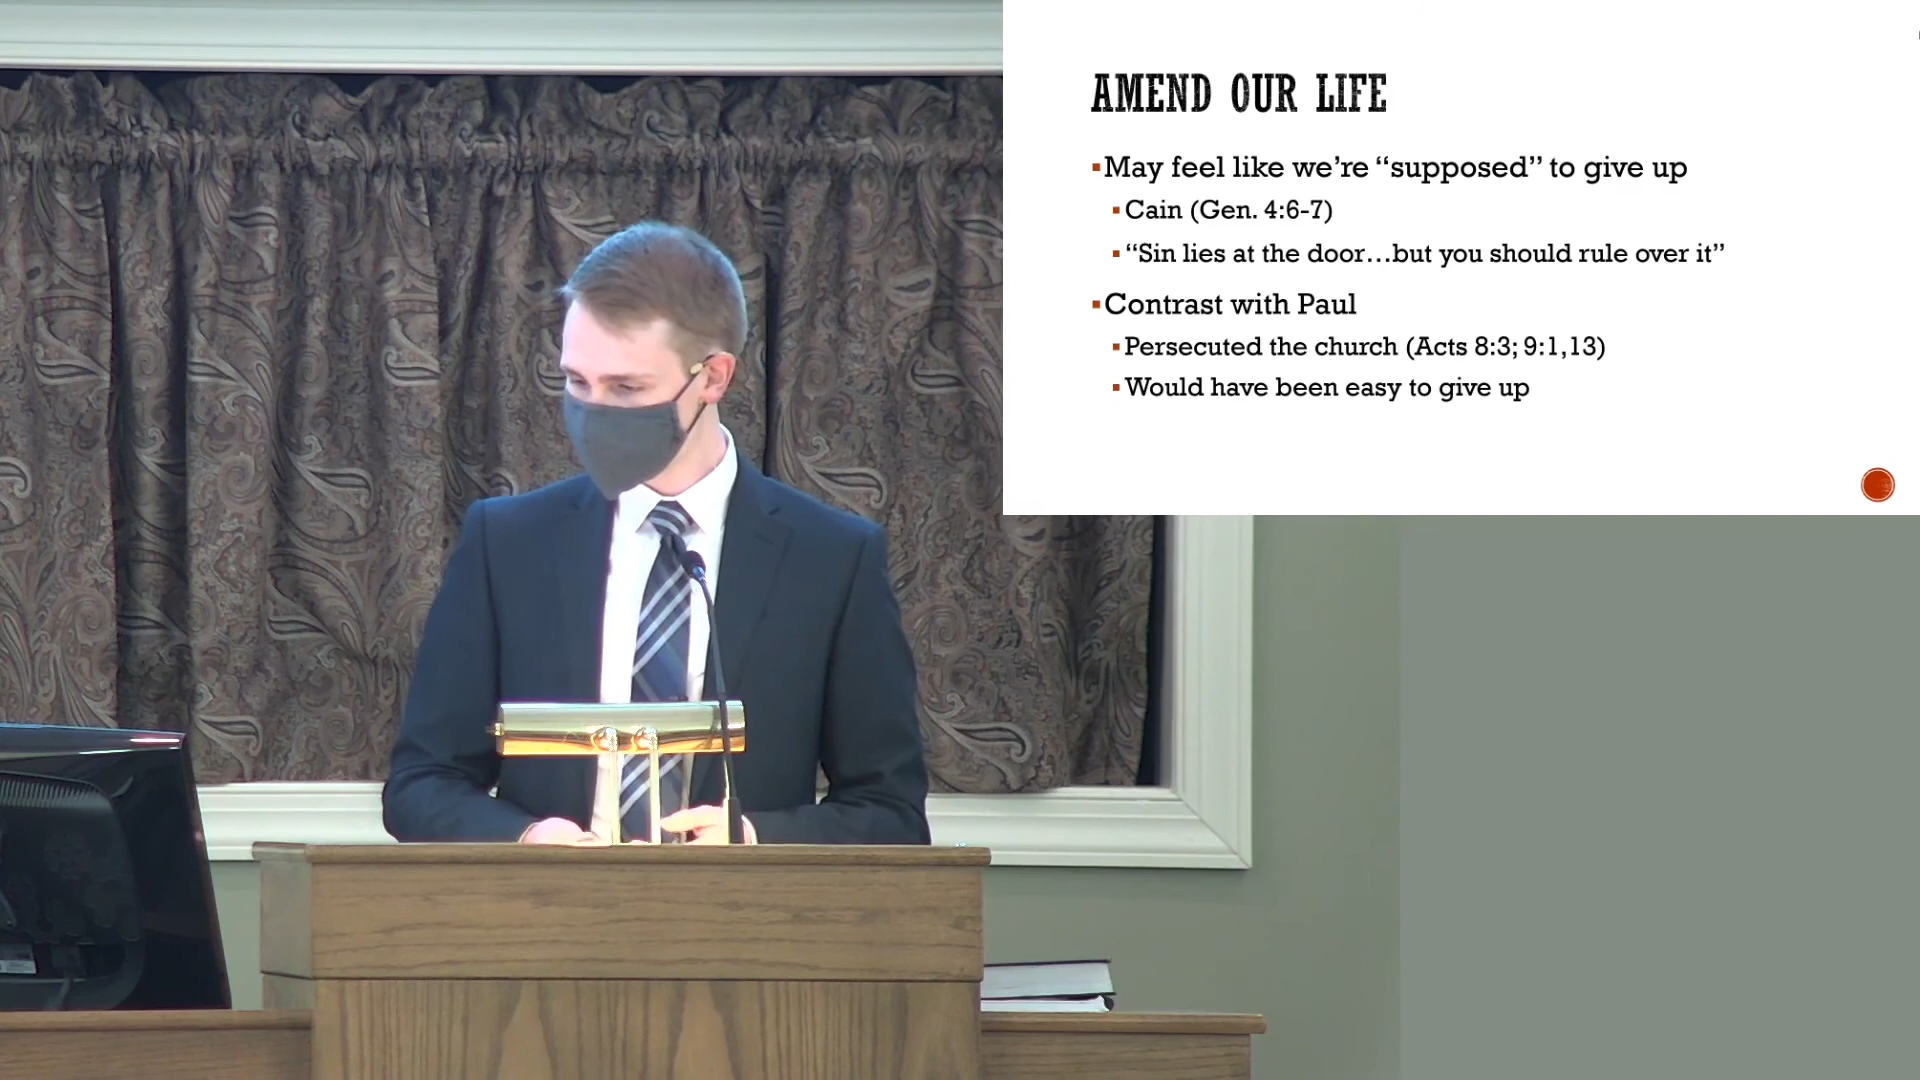 AMEND OUR LIFE
May feel like we’re “supposed” to give up
Cain (Gen. 4:6-7)
“Sin lies at the door…but you should rule over it”
Contrast with Paul
Persecuted the church (Acts 8:3; 9:1,13)
Would have been easy to give up